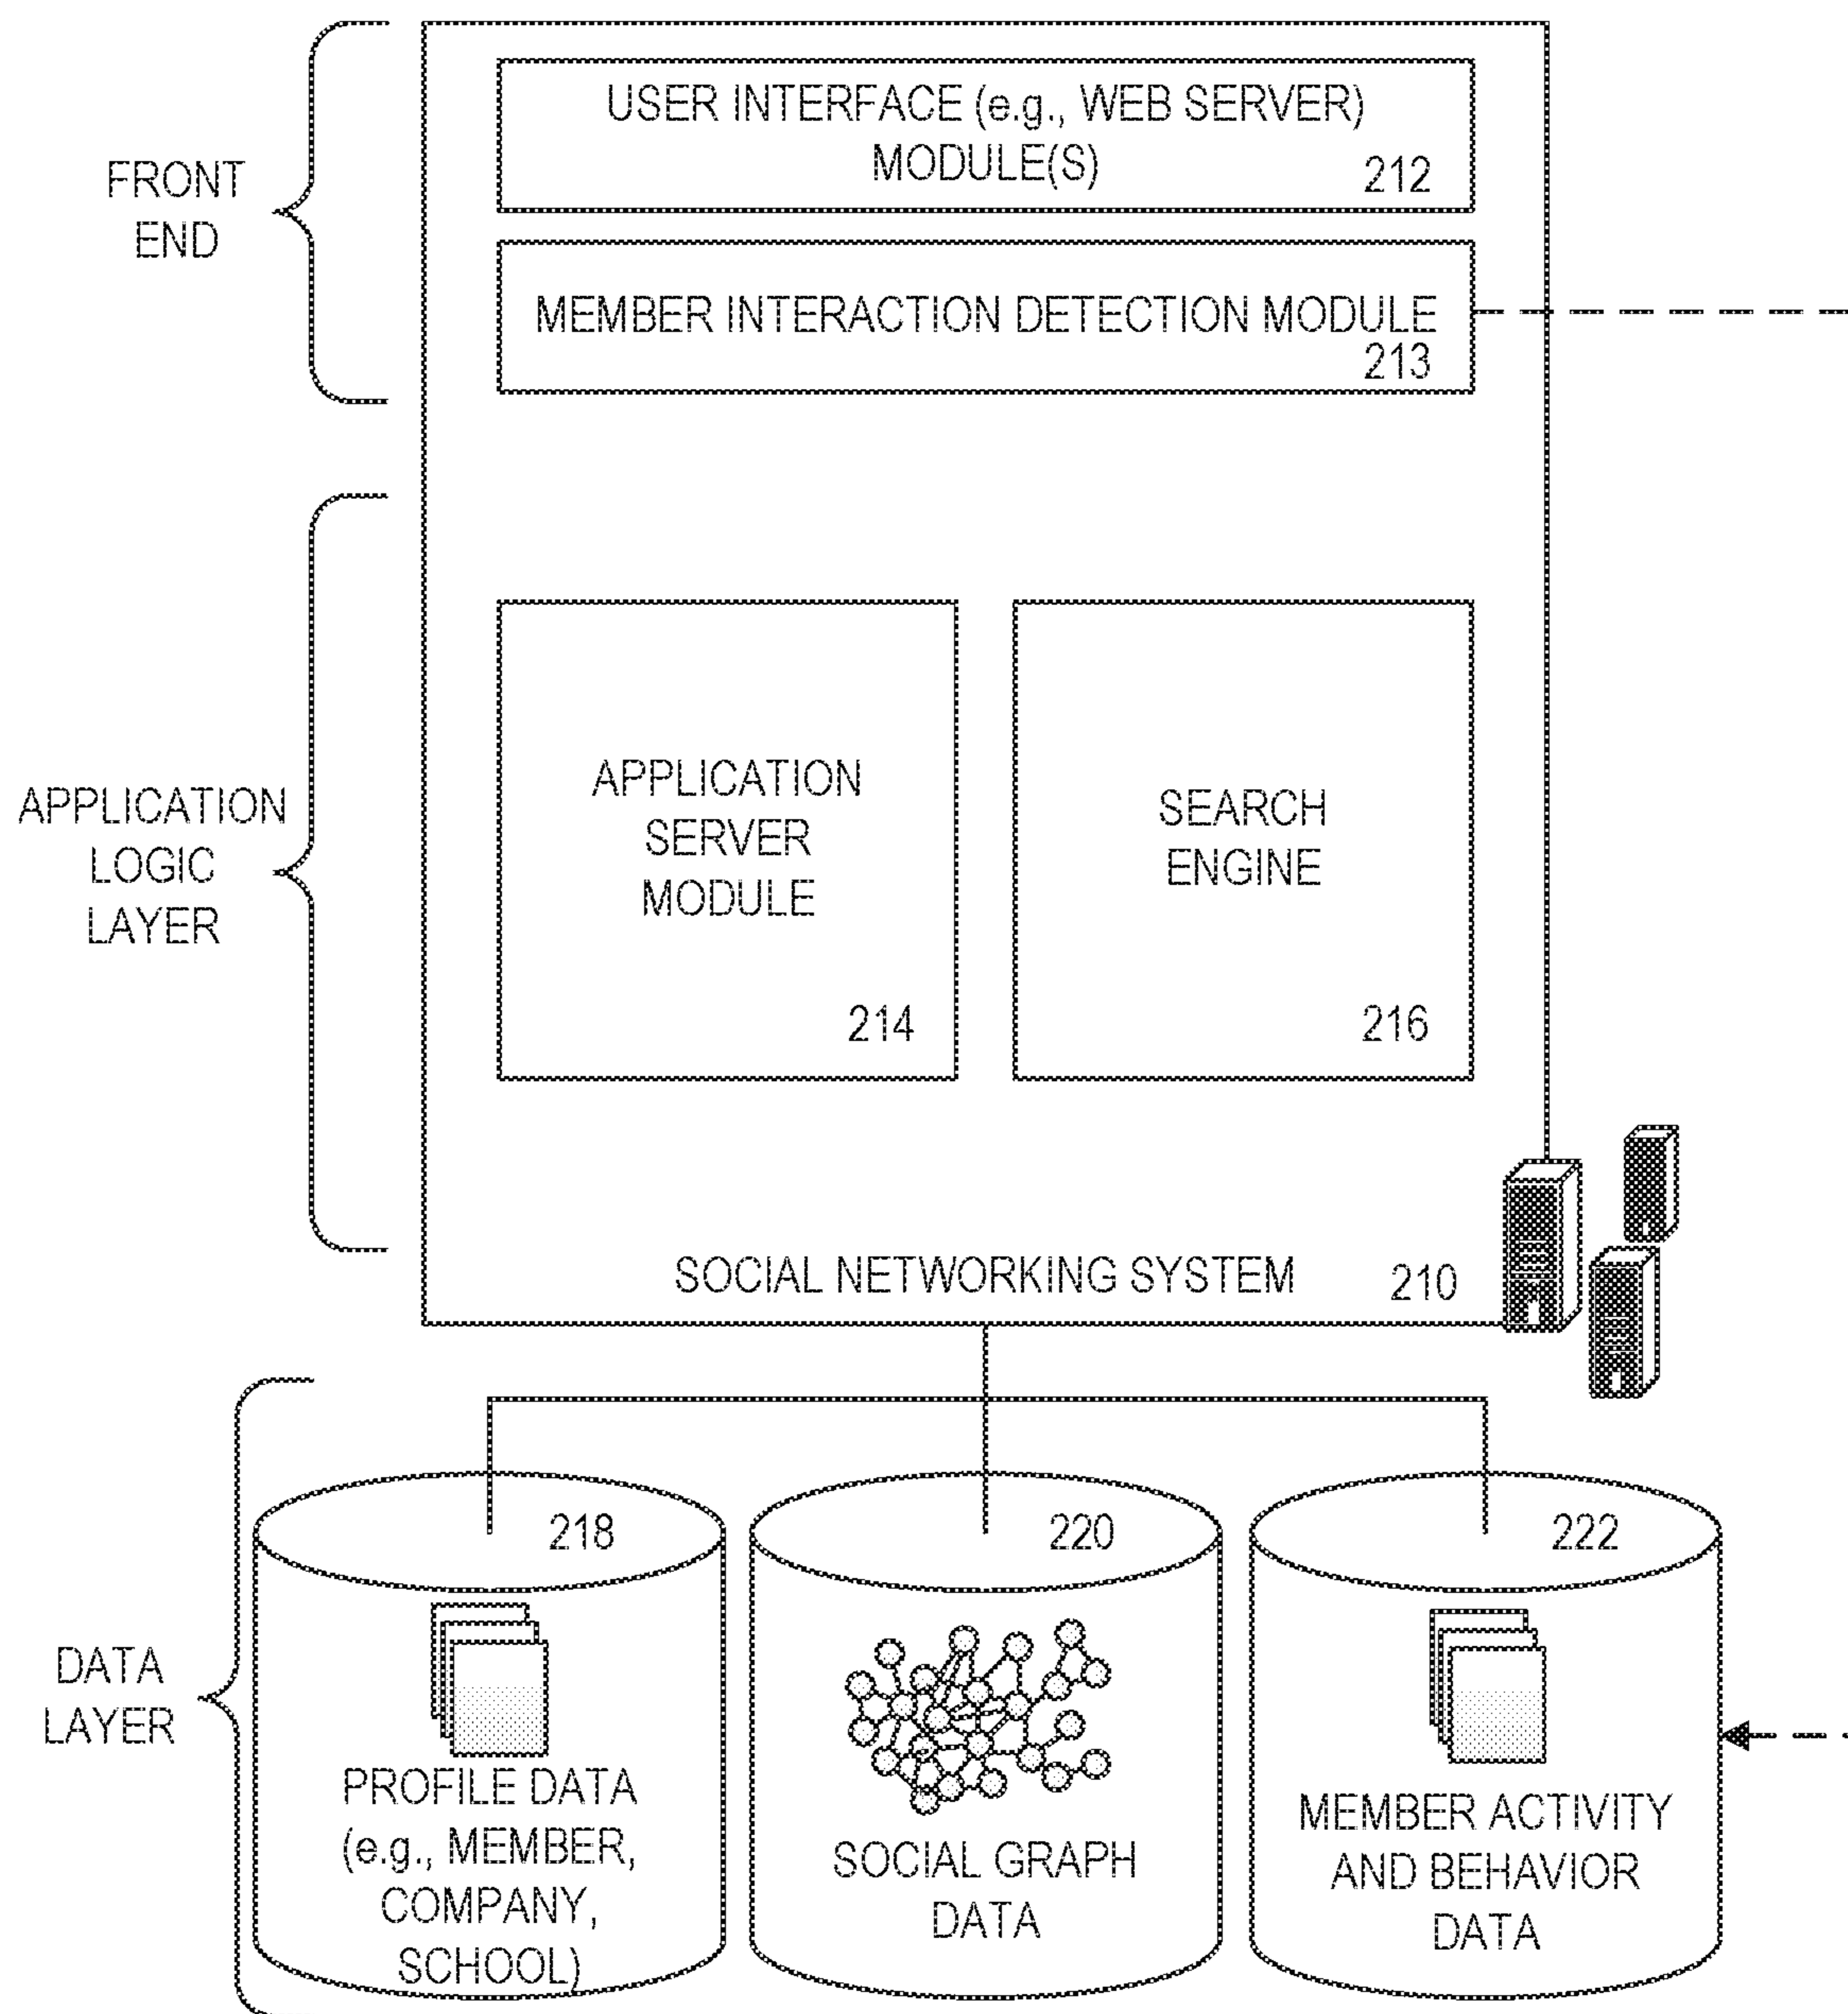 FRONT
END
USER INTERFACE (e.g., WEB SERVER)
MODULE(S)
212
MEMBER INTERACTION DETECTION MODULE
213
APPLICATION
LOGIC
LAYER
APPLICATION
SERVER
MODULE
214
SEARCH
ENGINE
216
SOCIAL NETWORKING SYSTEM
210
DATA
LAYER
218
PROFILE DATA
(e.g., MEMBER,
COMPANY,
SCHOOL)
220
SOCIAL GRAPH
DATA
222
MEMBER ACTIVITY
AND BEHAVIOR
DATA